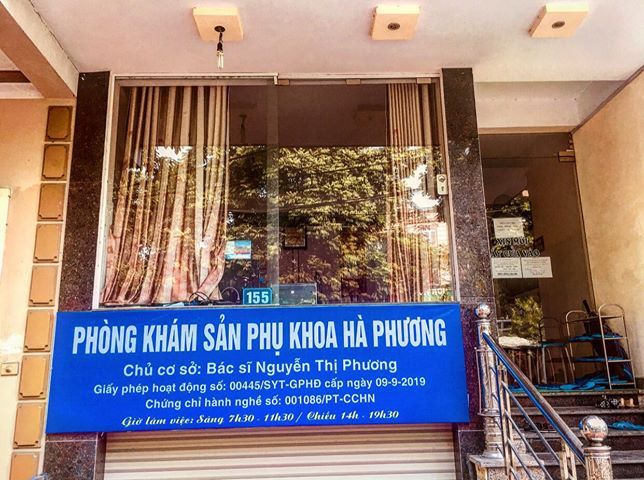 155
PHÒNG KHÁM SẢN PHỤ KHOA HÀ PHƯƠNG
Chủ cơ sở: Bác sĩ Nguyễn Thị Phương
Giấy phép hoạt động số: 00445/SYT-GPHĐ cấp ngày 09-9-2019
Chứng chỉ hành nghề số: 001086/PT-CCHN
Giờ làm việc: Sáng 7h30 - 11h30 / Chiều 14h - 19h30